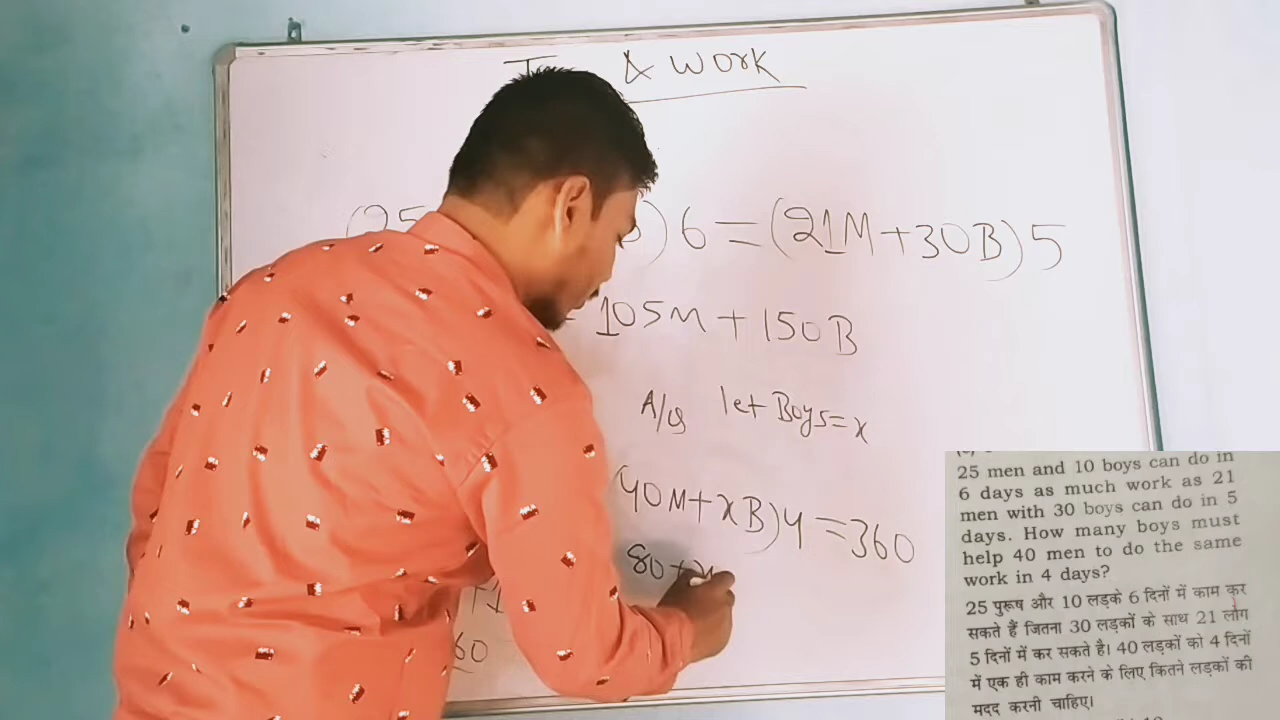 & WORK
(25 ) 6 = (21M + 30B) 5
105M + 150B
A/Q let Boys = x
(40M + xB) 4 = 360
80 +
60
25 men and 10 boys can do in
6 days as much work as 21
men with 30 boys can do in 5
days. How many boys must
help 40 men to do the same
work in 4 days?
25 पुरूष और 10 लड़के 6 दिनों में काम कर
सकते हैं जितना 30 लड़कों के साथ 21 लोग
5 दिनों में कर सकते है। 40 लड़कों को 4 दिनों
में एक ही काम करने के लिए कितने लड़कों की
मदद करनी चाहिए।